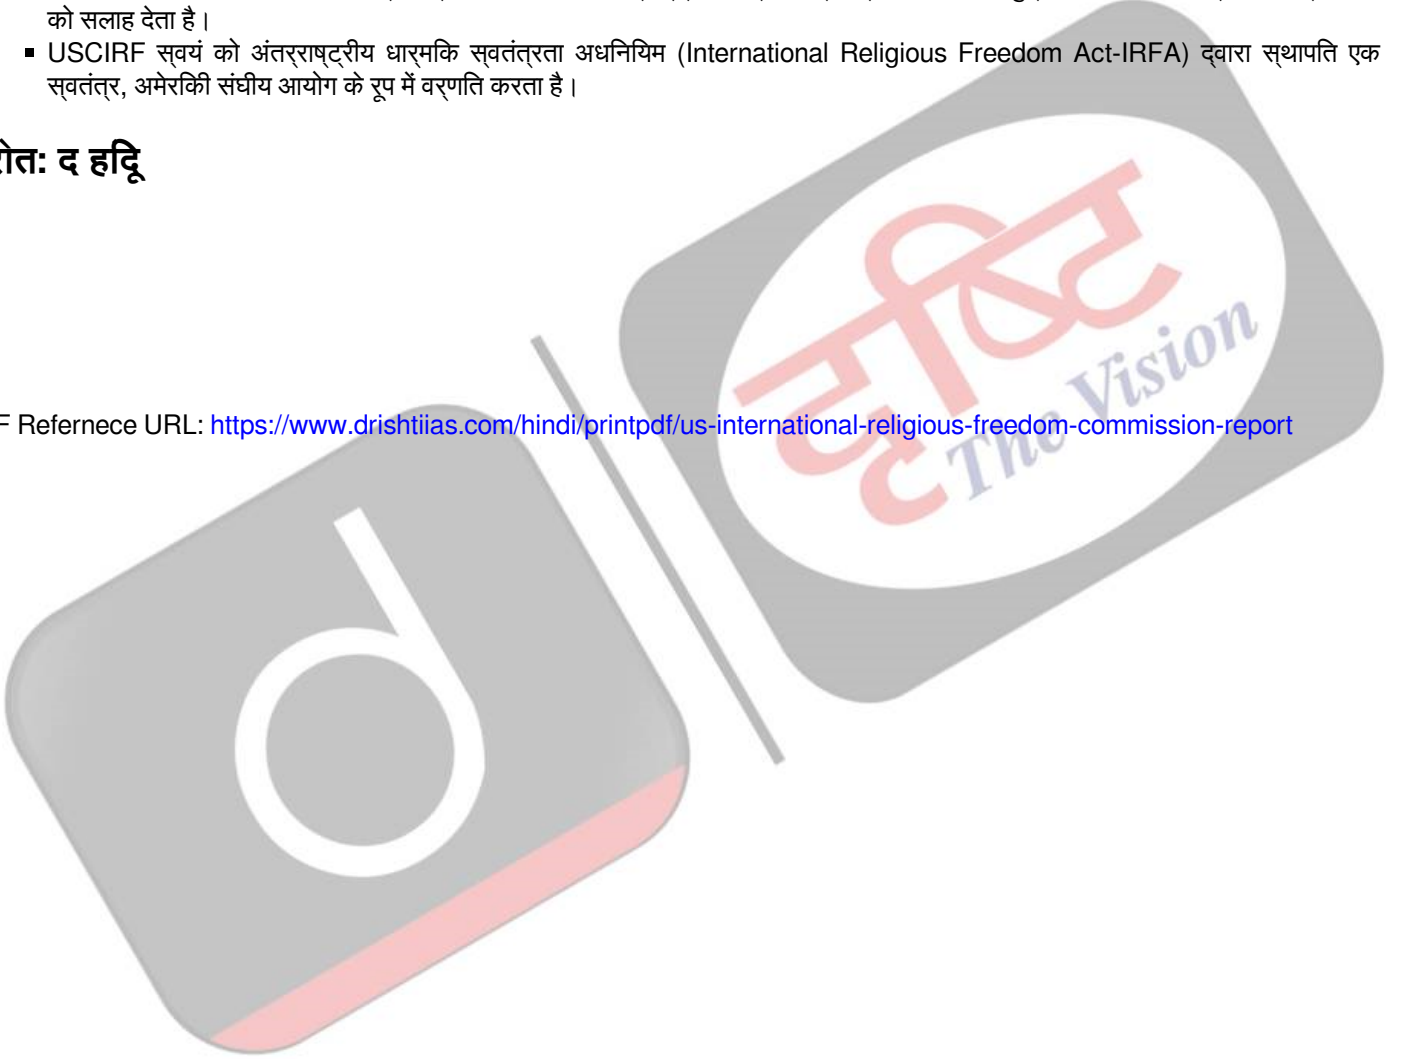 को सलाह देता है।
▪ USCIRF स्वयं को अंतर्राष्ट्रीय धार्मिक स्वतंत्रता अधिनियम (International Religious Freedom Act-IRFA) द्वारा स्थापित एक
स्वतंत्र, अमेरिकी संघीय आयोग के रूप में वर्णित करता है।
रोत: द हिंदू
दृष्टि
The Vision
F Refernece URL: https://www.drishtiias.com/hindi/printpdf/us-international-religious-freedom-commission-report
d